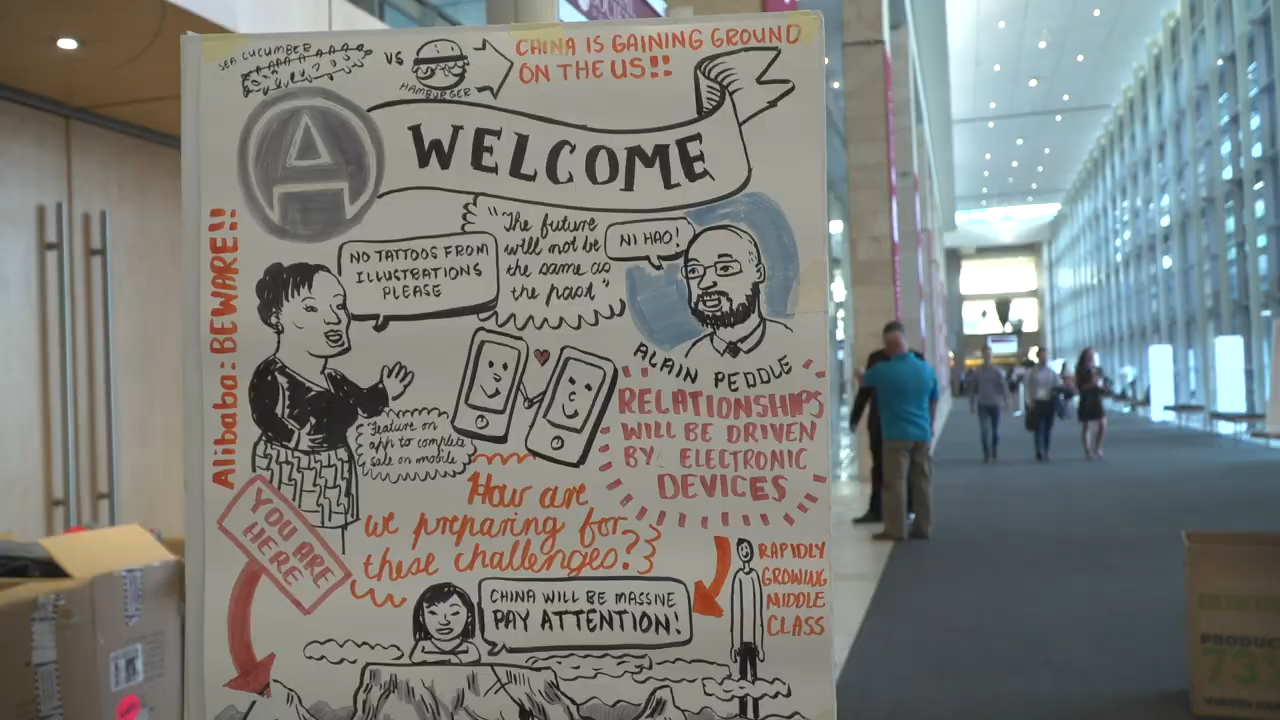 SEA CUCUMBER
VS
HAMBURGER
CHINA IS GAINING GROUND
ON THE US!!
WELCOME
"The future
will not be
the same as
the past"
NI HAO!
NO TATTOOS FROM
ILLUSTRATIONS
PLEASE
Alibaba: BEWARE!!
ALAIN PEDDLE
RELATIONSHIPS
WILL BE DRIVEN
BY ELECTRONIC
DEVICES
Feature on
app to complete
sale on mobile
How are
we preparing for
these challenges?
YOU ARE
HERE
CHINA WILL BE MASSIVE
PAY ATTENTION!
RAPIDLY
GROWING
MIDDLE
CLASS